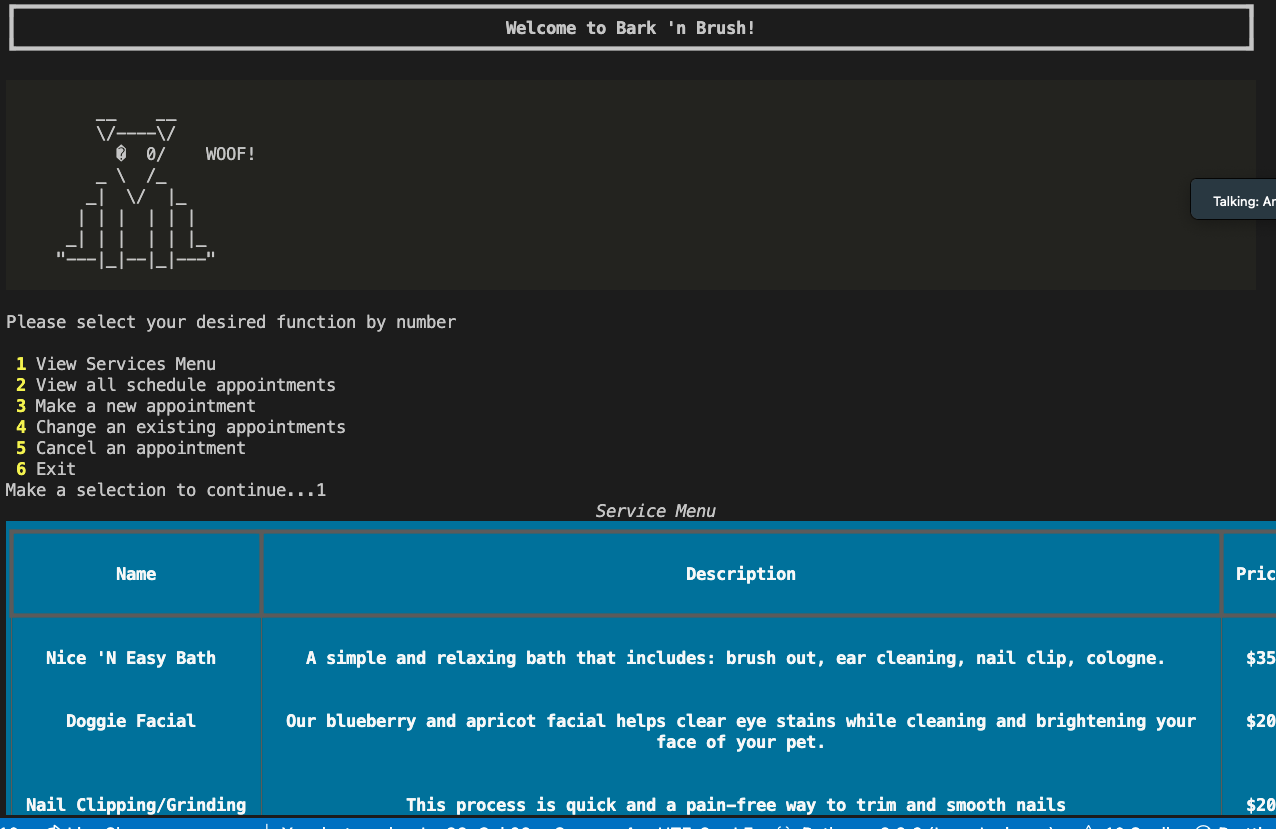 Welcome to Bark 'n Brush!
WOOF!
Talking: Ar
Please select your desired function by number
1 View Services Menu
2 View all schedule appointments
3 Make a new appointment
4 Change an existing appointments
5 Cancel an appointment
6 Exit
Make a selection to continue...1
Service Menu
Name Description Pric
Nice 'N Easy Bath A simple and relaxing bath that includes: brush out, ear cleaning, nail clip, cologne. $35
Doggie Facial Our blueberry and apricot facial helps clear eye stains while cleaning and brightening your $20
face of your pet.
Nail Clipping/Grinding This process is quick and a pain-free way to trim and smooth nails $20